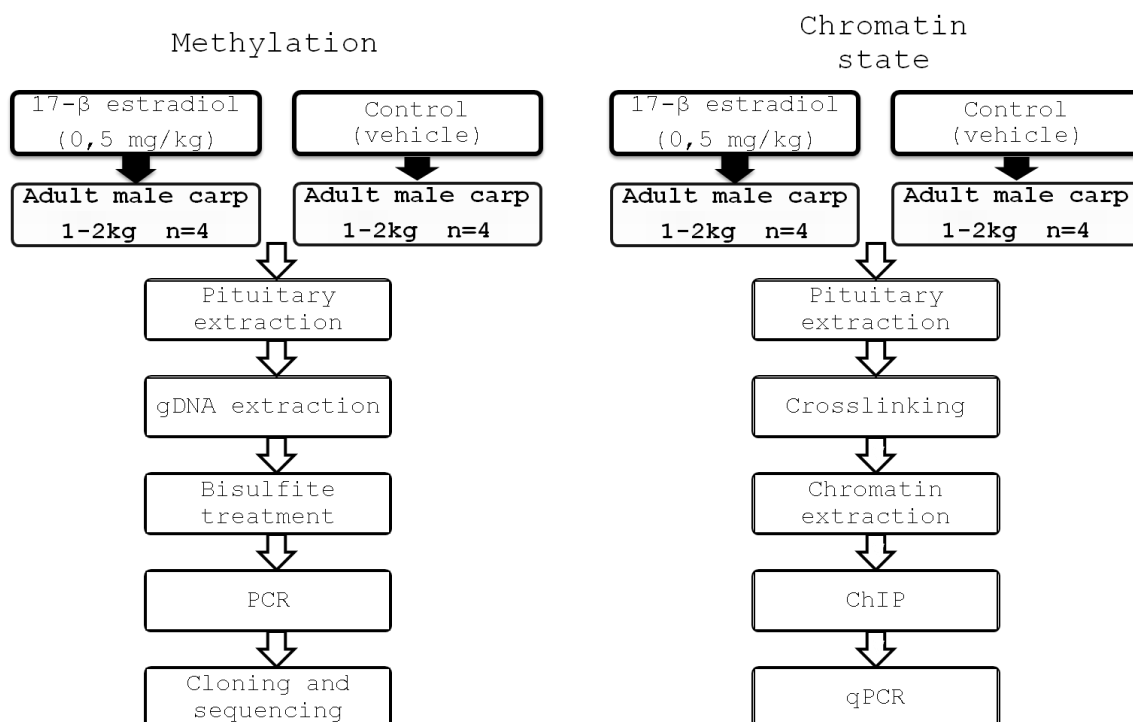 Methylation
17-β estradiol
(0,5 mg/kg)
Control
(vehicle)
Adult male carp
1-2kg n=4
Adult male carp
1-2kg n=4
Pituitary
extraction
gDNA extraction
Bisulfite
treatment
PCR
Cloning and
sequencing
Chromatin
state
17-β estradiol
(0,5 mg/kg)
Control
(vehicle)
Adult male carp
1-2kg n=4
Adult male carp
1-2kg n=4
Pituitary
extraction
Crosslinking
Chromatin
extraction
ChIP
qPCR